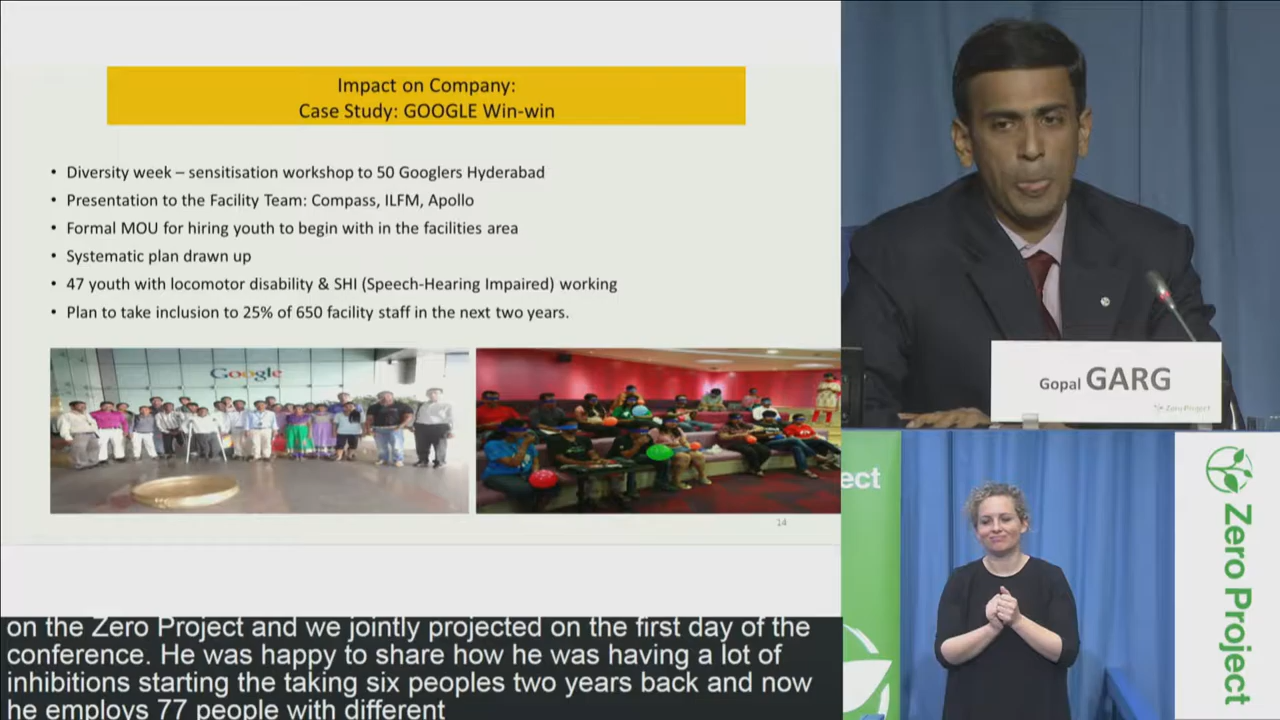 Impact on Company:
Case Study: GOOGLE Win-win
• Diversity week – sensitisation workshop to 50 Googlers Hyderabad
• Presentation to the Facility Team: Compass, ILFM, Apollo
• Formal MOU for hiring youth to begin with in the facilities area
• Systematic plan drawn up
• 47 youth with locomotor disability & SHI (Speech-Hearing Impaired) working
• Plan to take inclusion to 25% of 650 facility staff in the next two years.
Google
14
on the Zero Project and we jointly projected on the first day of the
conference. He was happy to share how he was having a lot of
inhibitions starting the taking six peoples two years back and now
he employs 77 people with different
Gopal GARG
Zero Project
ect
Zero Project